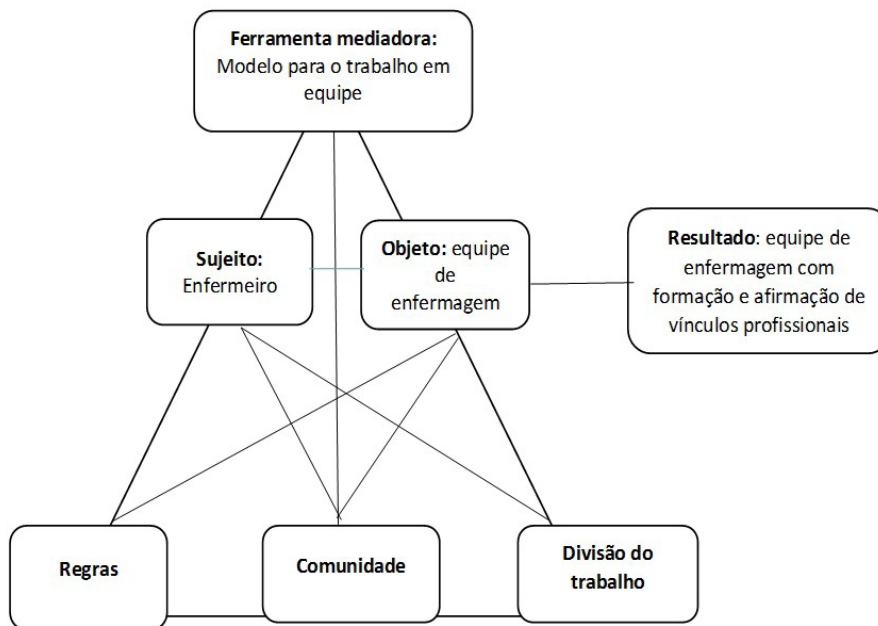 Ferramenta mediadora:
Modelo para o trabalho em
equipe
Sujeito:
Enfermeiro
Objeto: equipe
de
enfermagem
Resultado: equipe de
enfermagem com
formação e afirmação de
vínculos profissionais
Regras
Comunidade
Divisão do
trabalho